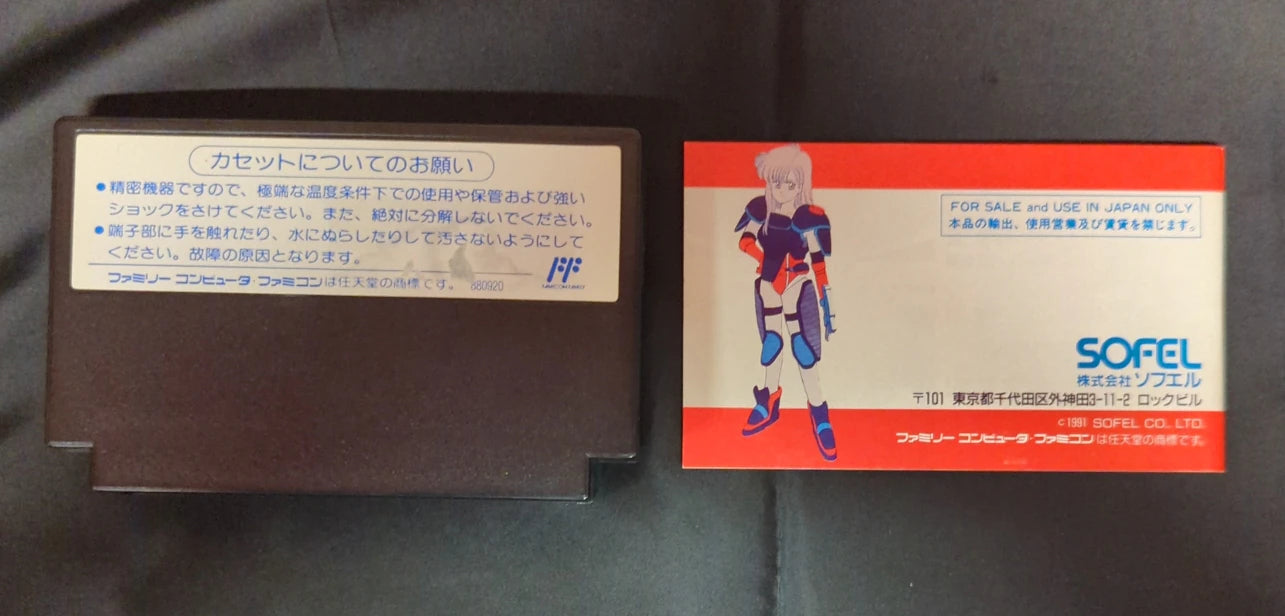 カセットについてのお願い
●精密機器ですので、極端な温度条件下での使用や保管および強い
ショックをさけてください。また、絶対に分解しないでください。
●端子部に手を触れたり、水にぬらしたりして汚さないようにして
ください。故障の原因となります。
ファミリー コンピュータ・ファミコンは任天堂の商標です。 880920
FAMICOM FAMILY
FOR SALE and USE IN JAPAN ONLY
本品の輸出、使用営業及び賃貸を禁じます。
SOFEL
株式会社 ソフエル
〒101 東京都千代田区外神田3-11-2 ロックビル
©1991 SOFEL CO., LTD.
ファミリー コンピュータ・ファミコンは任天堂の商標です。